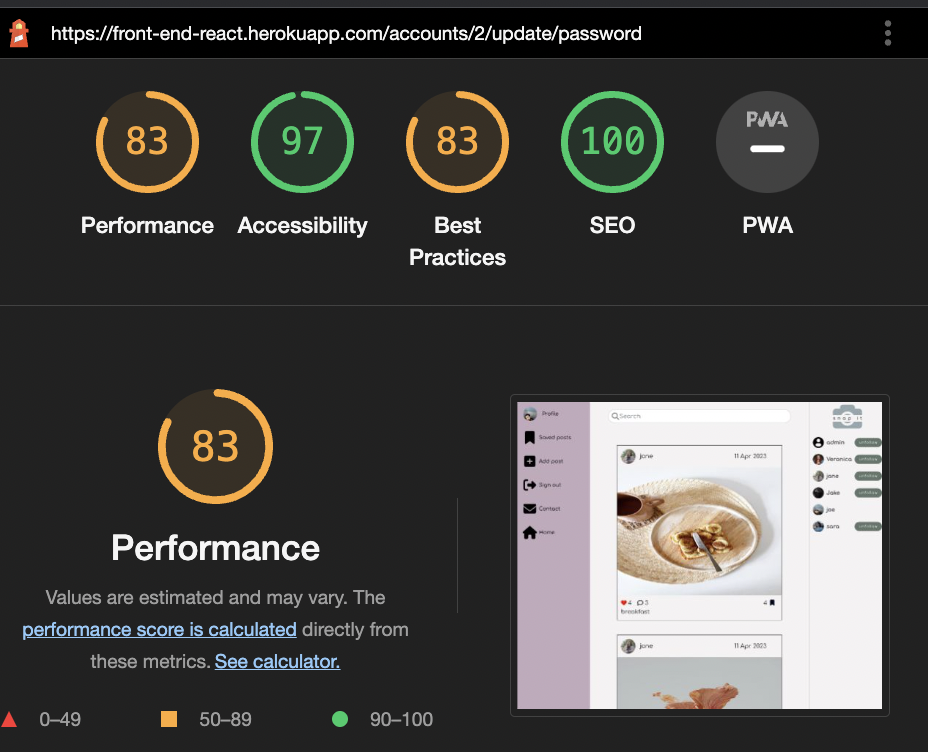 https://front-end-react.herokuapp.com/accounts/2/update/password
83
97
83
100
PWA
Performance
Accessibility
Best
Practices
SEO
PWA
83
Performance
Values are estimated and may vary. The
performance score is calculated directly from
these metrics. See calculator.
0–49
50–89
90–100
Profile
Saved posts
Add post
Sign out
Contact
Home
Search
jane
11 Apr 2023
4
3
4
breakfast
jane
11 Apr 2023
snap it
admin
unfollow
Veronica
unfollow
jane
unfollow
Jake
unfollow
joe
sara
unfollow